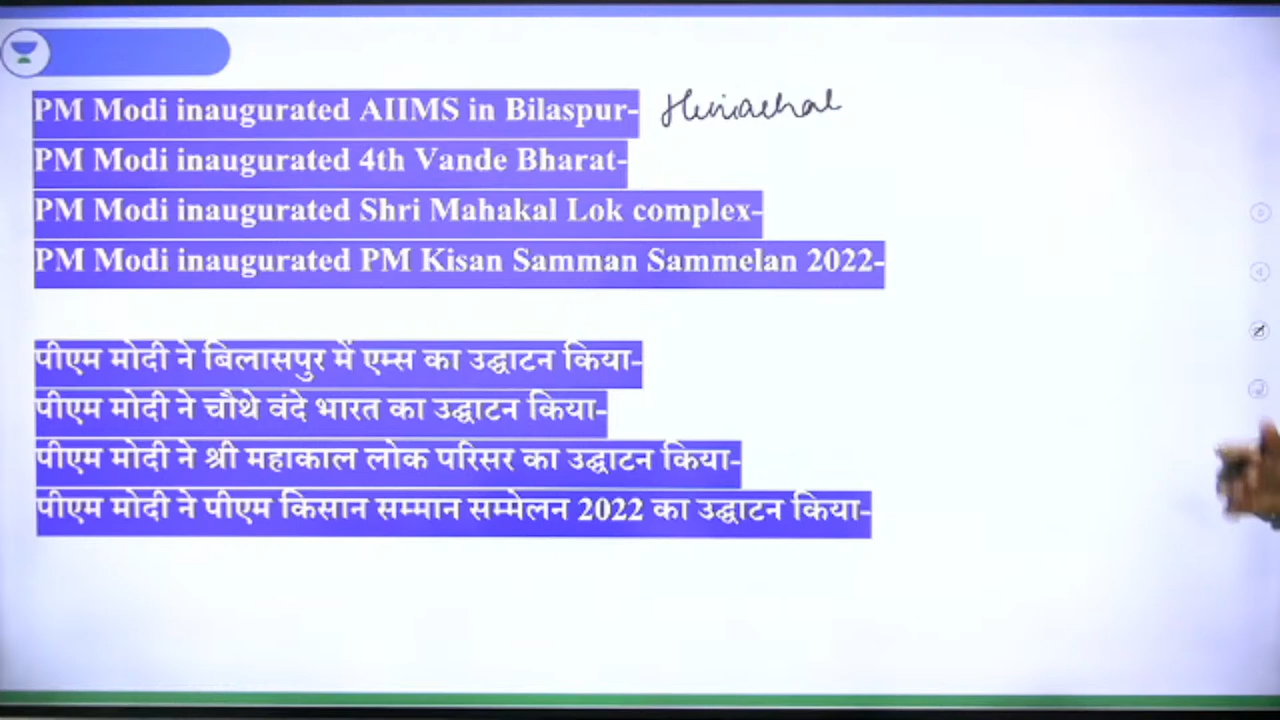 PM Modi inaugurated AIIMS in Bilaspur- Himachal
PM Modi inaugurated 4th Vande Bharat-
PM Modi inaugurated Shri Mahakal Lok complex-
PM Modi inaugurated PM Kisan Samman Sammelan 2022-
पीएम मोदी ने बिलासपुर में एम्स का उद्घाटन किया-
पीएम मोदी ने चौथे वंदे भारत का उद्घाटन किया-
पीएम मोदी ने श्री महाकाल लोक परिसर का उद्घाटन किया-
पीएम मोदी ने पीएम किसान सम्मान सम्मेलन 2022 का उद्घाटन किया-